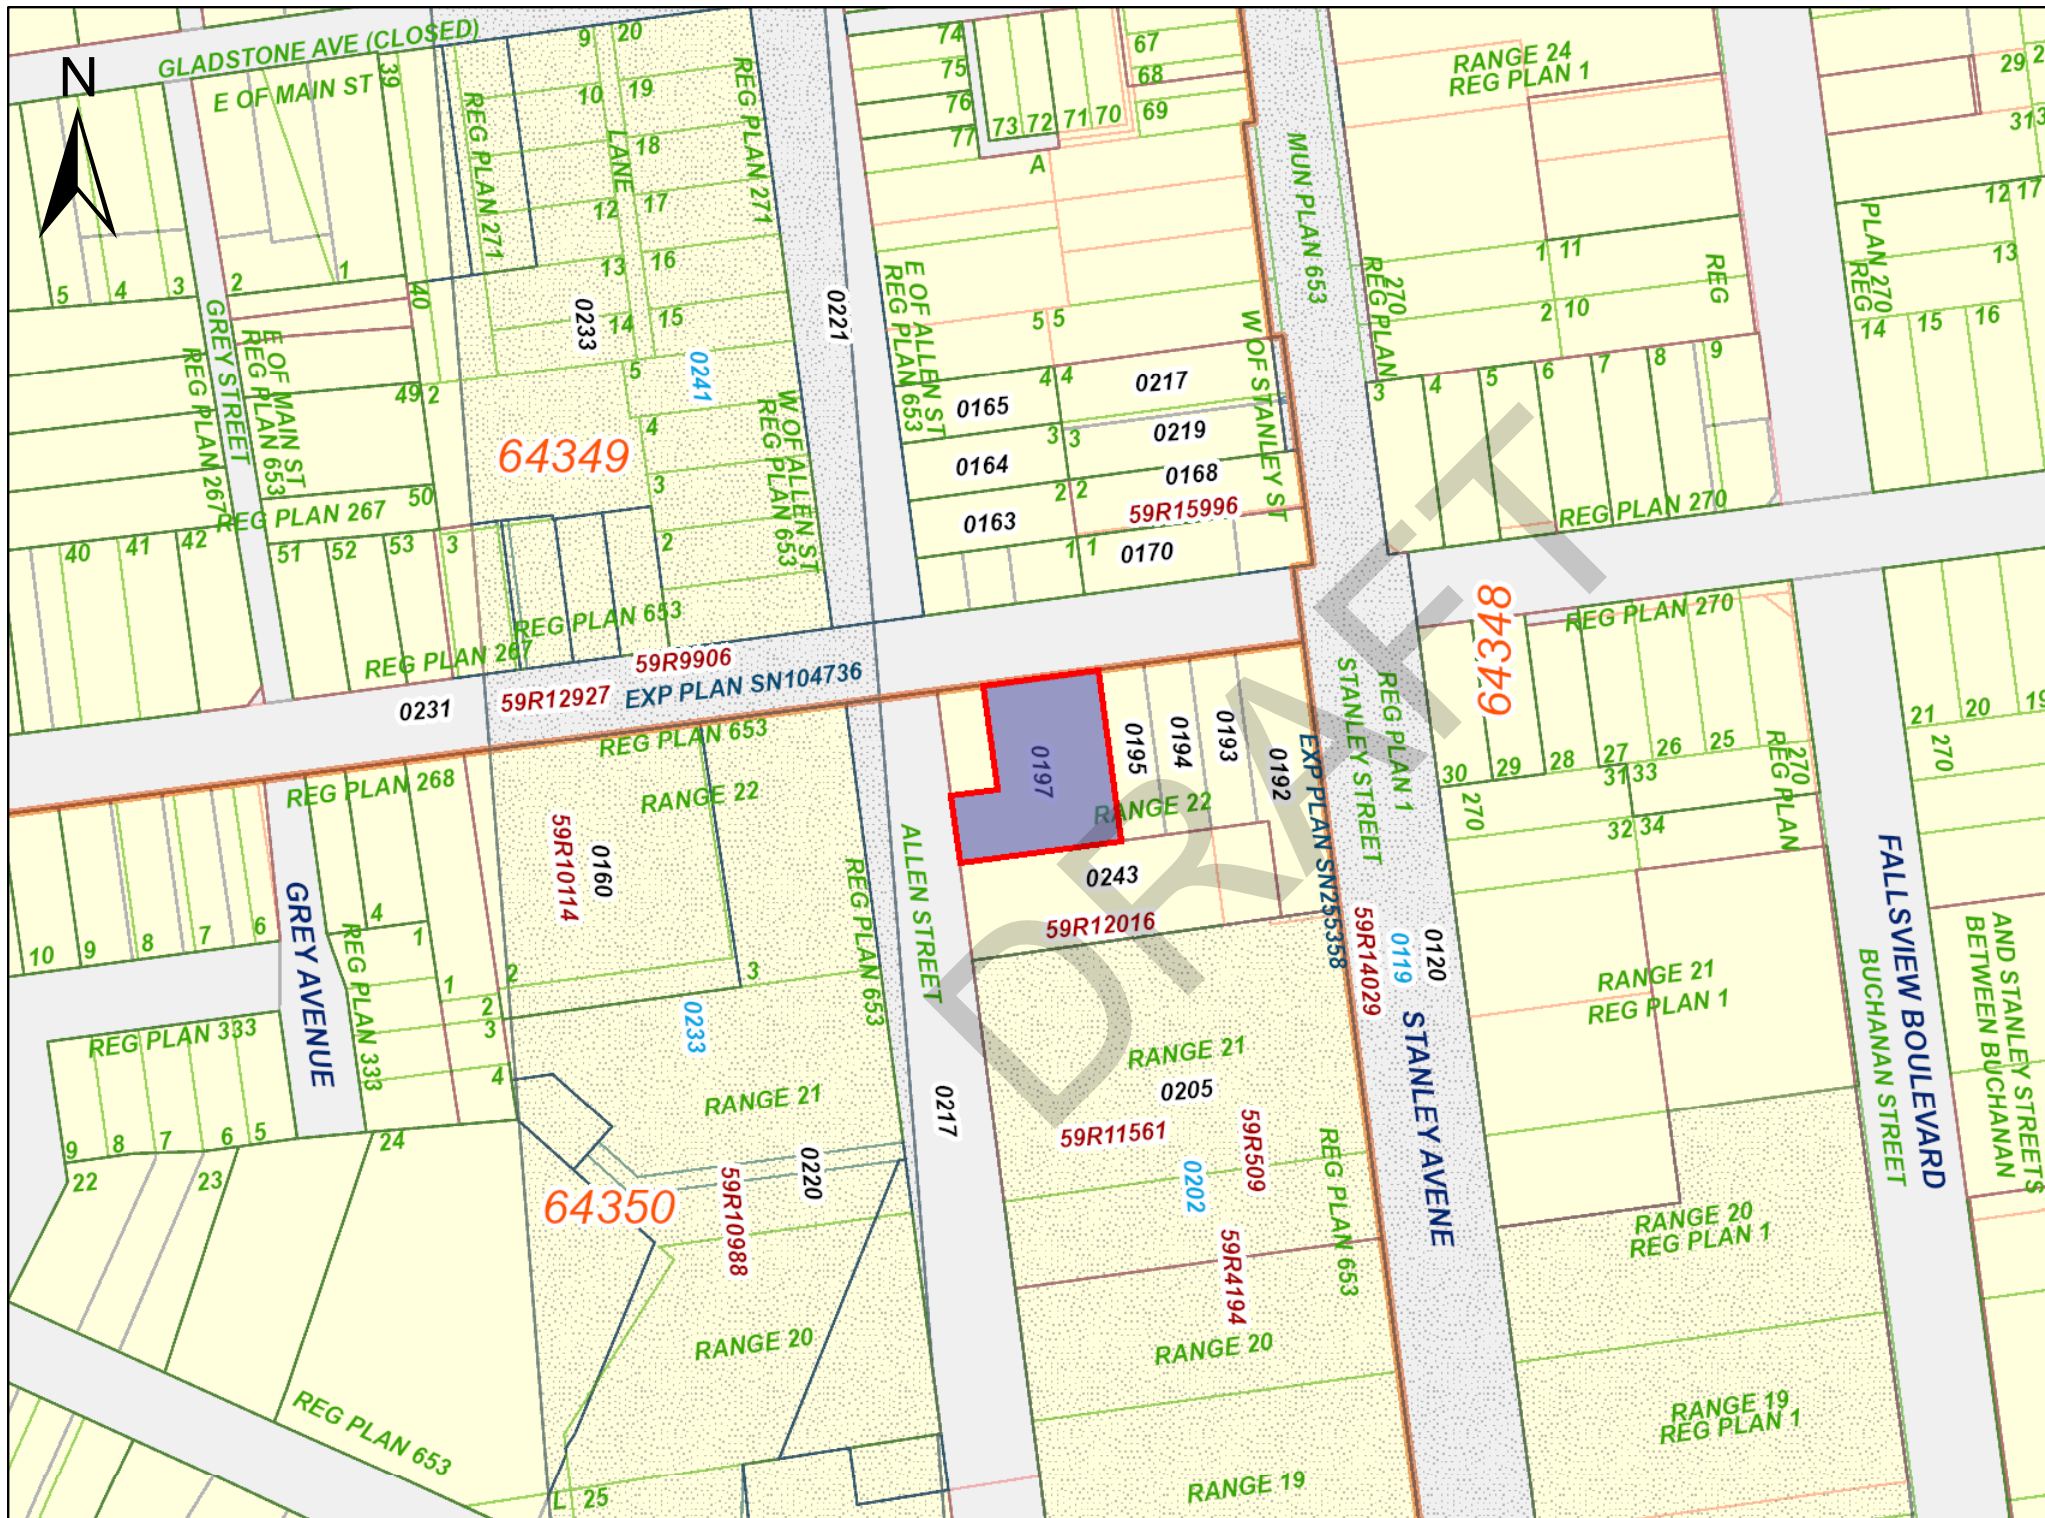 GLADSTONE AVE (CLOSED)
N
E OF MAIN ST
39
9
20
10
19
LANE
18
12
17
13
16
14
15
REG PLAN 271
REG PLAN 271
74
75
76
77
73
72
71
70
67
68
69
A
MUN PLAN 653
RANGE 24
REG PLAN 1
29
2
31
3
12
17
13
PLAN 270
REG
14
15
16
5
4
3
2
1
40
GREY STREET
REG PLAN 267
E OF MAIN ST
REG PLAN 653
49
2
50
REG PLAN 267
0233
0241
0221
5
4
3
2
64349
W OF ALLEN ST
REG PLAN 653
E OF ALLEN ST
REG PLAN 653
5
5
4
4
0217
0165
3
3
0219
0164
0168
2
2
59R15996
0163
1
1
0170
W OF STANLEY ST
270
REG PLAN
1
11
2
10
REG
3
4
5
6
7
8
9
REG PLAN 270
40
41
42
51
52
53
3
REG PLAN 653
REG PLAN 267
59R9906
59R12927
EXP PLAN SN104736
0231
REG PLAN 653
REG PLAN 268
RANGE 22
59R10014
0160
0197
0195
0194
0193
0192
RANGE 22
0243
59R12016
EXP PLAN SN255358
STANLEY STREET
REG PLAN 1
64348
REG PLAN 270
30
29
28
27
26
25
31
33
32
34
270
270
REG PLAN
21
20
19
270
DRAFT
10
9
8
7
6
4
1
1
2
3
4
2
3
GREY AVENUE
REG PLAN 333
REG PLAN 333
ALLEN STREET
REG PLAN 653
59R14029
0119
0120
STANLEY AVENE
RANGE 21
REG PLAN 1
FALLSVIEW BOULEVARD
BUCHANAN STREET
AND STANLEY STREETS
BETWEEN BUCHANAN
0233
RANGE 21
0217
RANGE 21
0205
59R11561
59R509
0202
REG PLAN 653
59R4194
9
8
7
6
5
24
22
23
64350
59R10988
0220
RANGE 20
RANGE 20
RANGE 20
REG PLAN 1
REG PLAN 653
L
25
RANGE 19
RANGE 19
REG PLAN 1